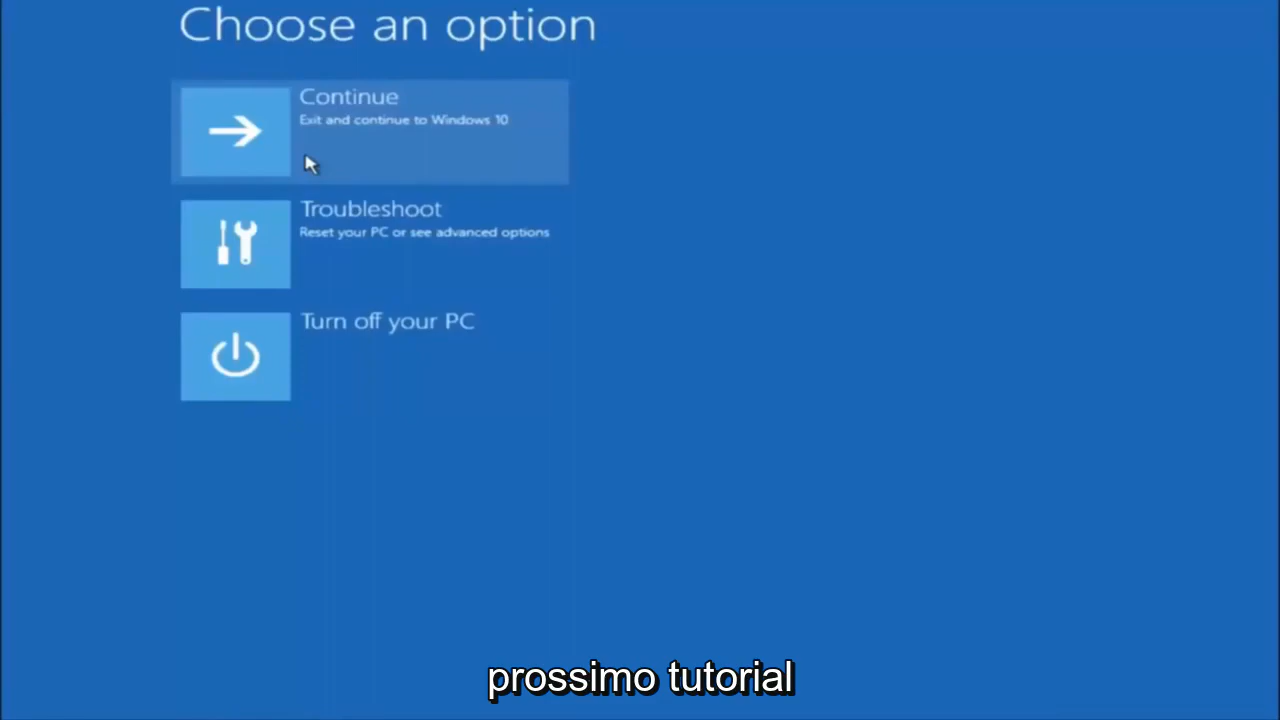 Choose an option
Continue
Exit and continue to Windows 10
Troubleshoot
Reset your PC or see advanced options
Turn off your PC
prossimo tutorial